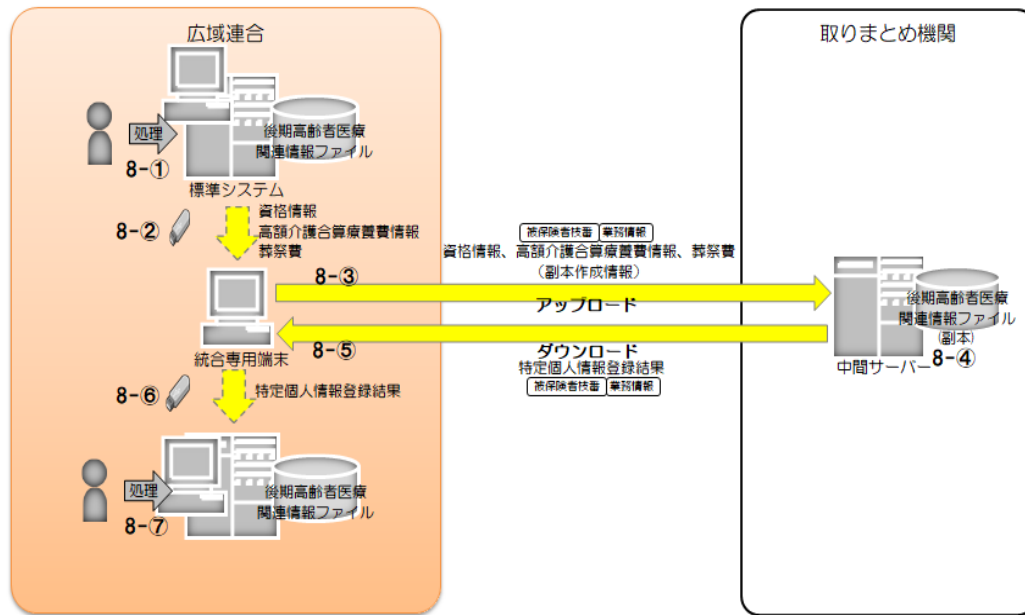 広域連合
取りまとめ機関
処理
8-①
後期高齢者医療
関連情報ファイル
標準システム
8-②
資格情報
高額介護合算療養費情報
葬祭費
被保険者枝番 業務情報
資格情報、高額介護合算療養費情報、葬祭費
(副本作成情報)
8-③
アップロード
後期高齢者医療
関連情報ファイル
(副本)
8-④
中間サーバー
8-⑤
ダウンロード
特定個人情報登録結果
被保険者枝番 業務情報
統合専用端末
8-⑥
特定個人情報登録結果
処理
8-⑦
後期高齢者医療
関連情報ファイル